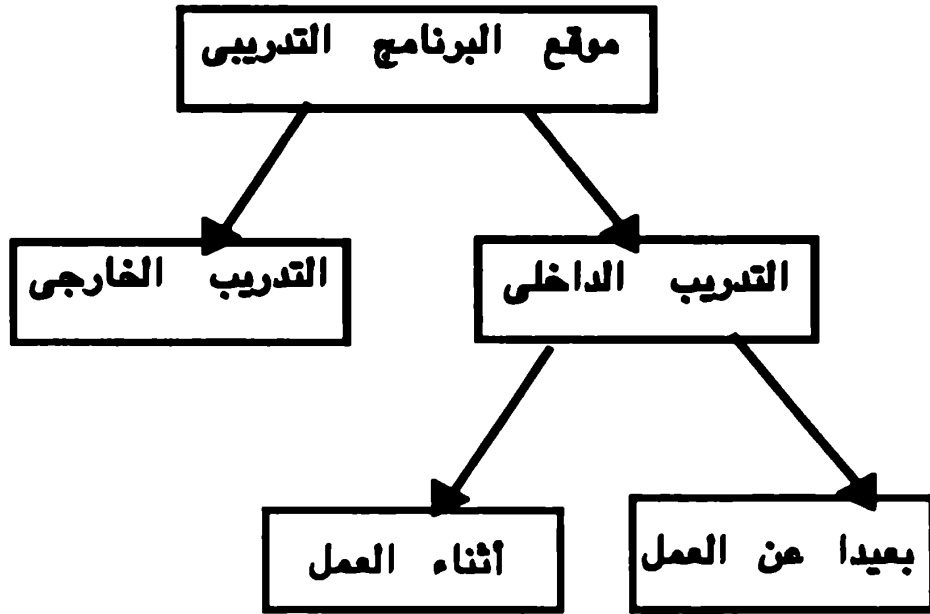 موقع البرنامج التدريبى
التدريب الداخلى
التدريب الخارجى
بعيدا عن العمل
أثناء العمل